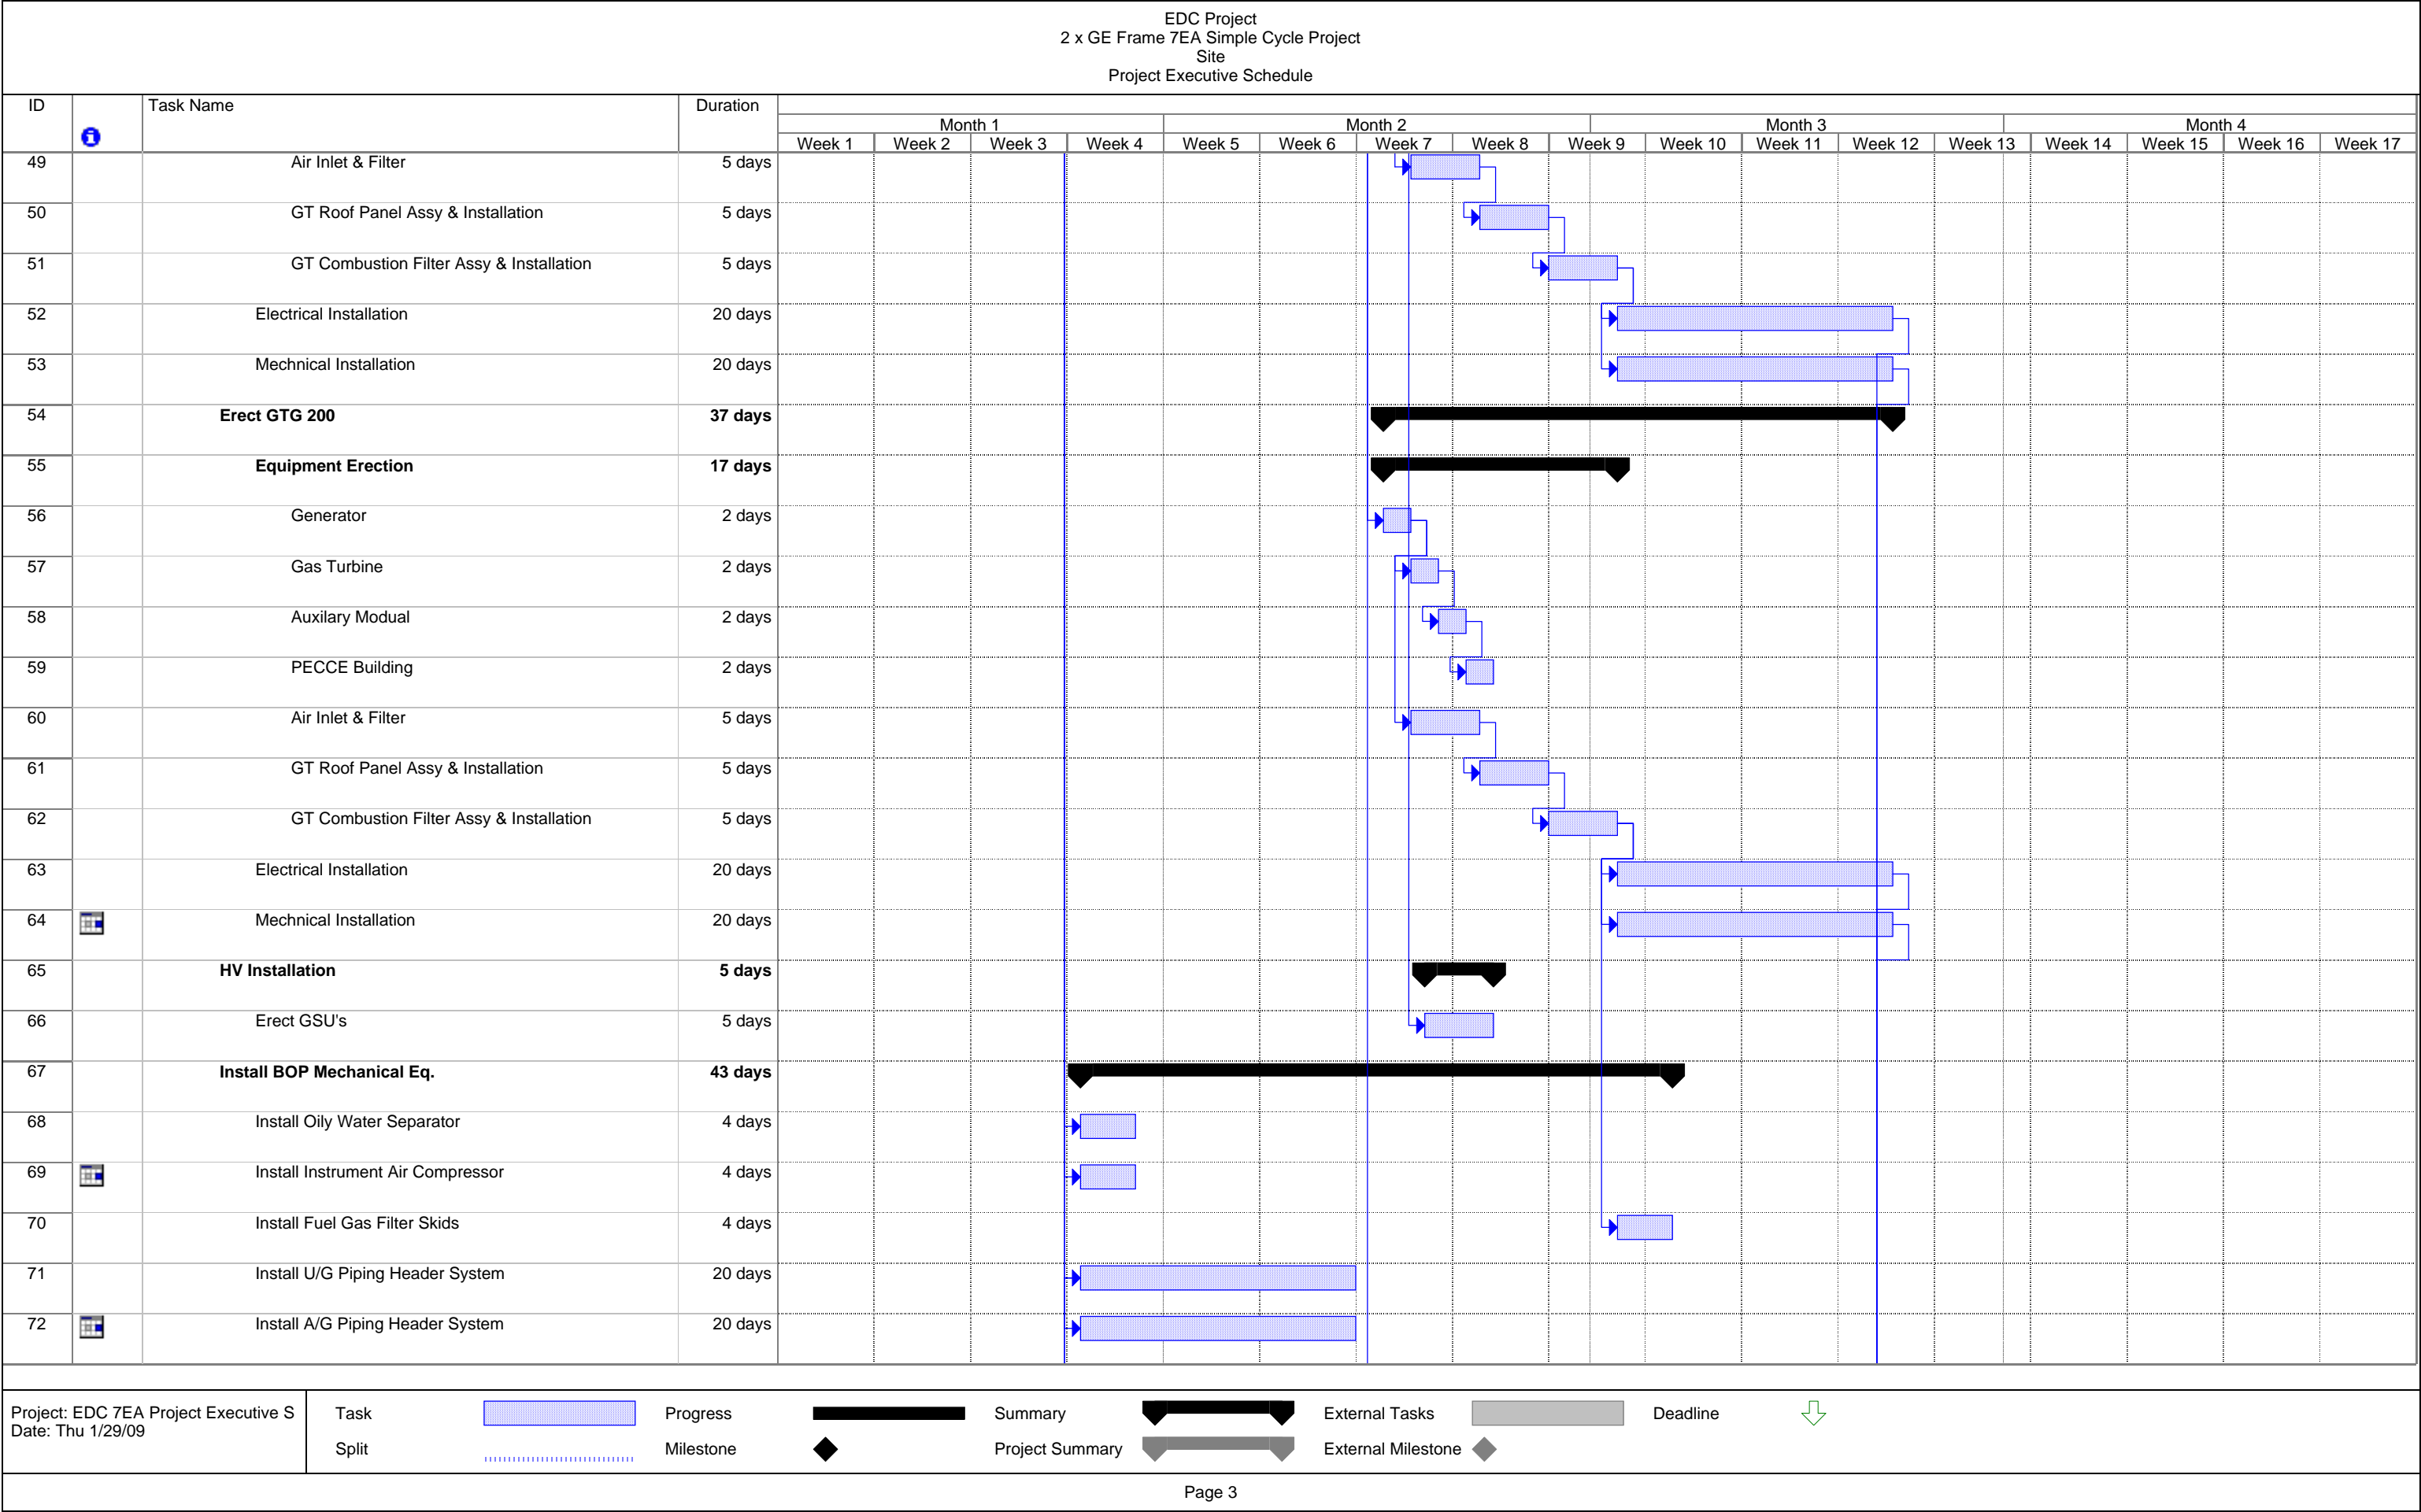 EDC Project
2 x GE Frame 7EA Simple Cycle Project
Site
Project Executive Schedule
ID Task Name Duration
Month 1 Month 2 Month 3 Month 4
Week 1 Week 2 Week 3 Week 4 Week 5 Week 6 Week 7 Week 8 Week 9 Week 10 Week 11 Week 12 Week 13 Week 14 Week 15 Week 16 Week 17
49 Air Inlet & Filter 5 days
50 GT Roof Panel Assy & Installation 5 days
51 GT Combustion Filter Assy & Installation 5 days
52 Electrical Installation 20 days
53 Mechnical Installation 20 days
54 Erect GTG 200 37 days
55 Equipment Erection 17 days
56 Generator 2 days
57 Gas Turbine 2 days
58 Auxilary Modual 2 days
59 PECCE Building 2 days
60 Air Inlet & Filter 5 days
61 GT Roof Panel Assy & Installation 5 days
62 GT Combustion Filter Assy & Installation 5 days
63 Electrical Installation 20 days
64 Mechnical Installation 20 days
65 HV Installation 5 days
66 Erect GSU's 5 days
67 Install BOP Mechanical Eq. 43 days
68 Install Oily Water Separator 4 days
69 Install Instrument Air Compressor 4 days
70 Install Fuel Gas Filter Skids 4 days
71 Install U/G Piping Header System 20 days
72 Install A/G Piping Header System 20 days
Project: EDC 7EA Project Executive S
Date: Thu 1/29/09
Task Progress Summary External Tasks Deadline
Split Milestone Project Summary External Milestone
Page 3